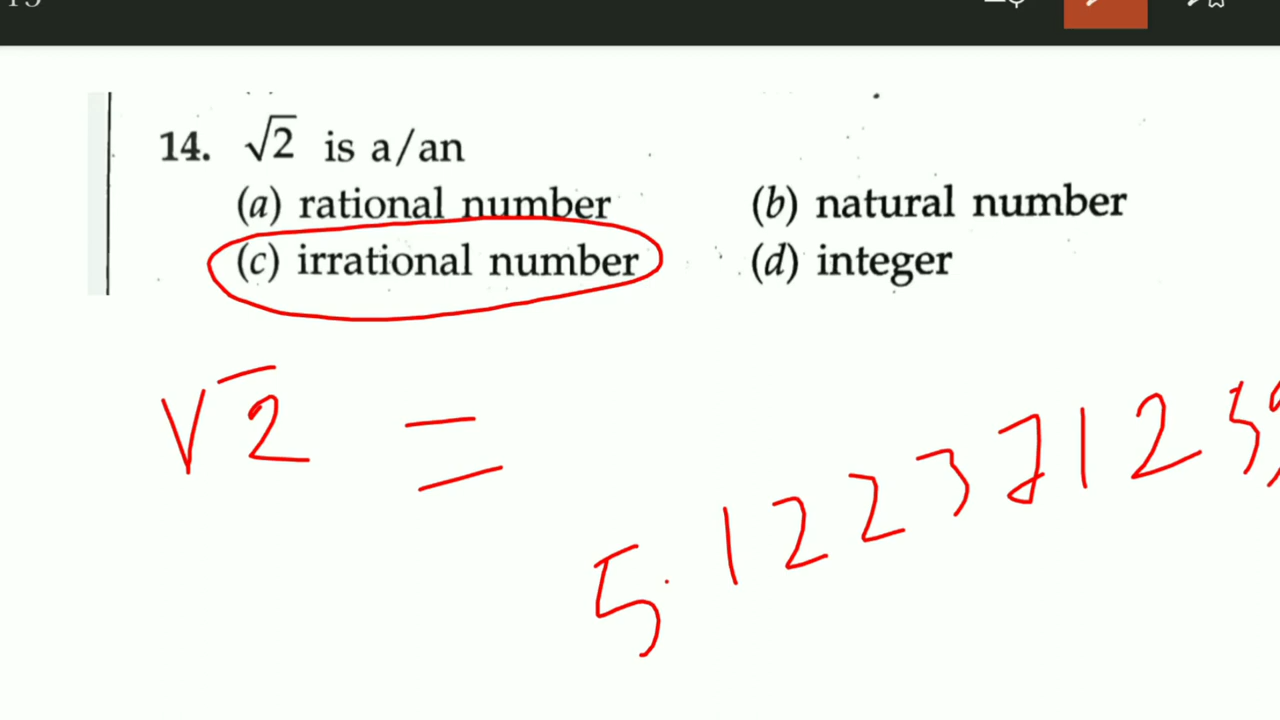 14. √2 is a/an
(a) rational number (b) natural number
(c) irrational number (d) integer
√2 =
5.1223712